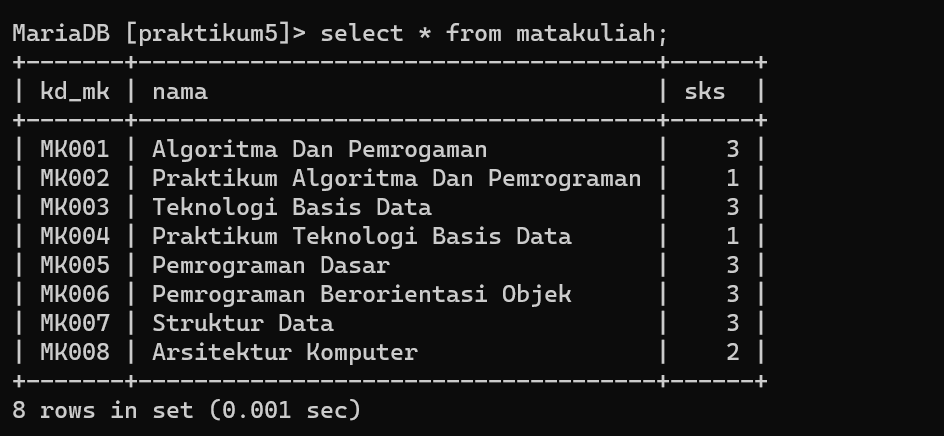 MariaDB [praktikum5]> select * from matakuliah;
+-------+-------------------------------------+------+
| kd_mk | nama                                | sks  |
+-------+-------------------------------------+------+
| MK001 | Algoritma Dan Pemrogaman            |    3 |
| MK002 | Praktikum Algoritma Dan Pemrograman |    1 |
| MK003 | Teknologi Basis Data                |    3 |
| MK004 | Praktikum Teknologi Basis Data      |    1 |
| MK005 | Pemrograman Dasar                   |    3 |
| MK006 | Pemrograman Berorientasi Objek      |    3 |
| MK007 | Struktur Data                       |    3 |
| MK008 | Arsitektur Komputer                 |    2 |
+-------+-------------------------------------+------+
8 rows in set (0.001 sec)